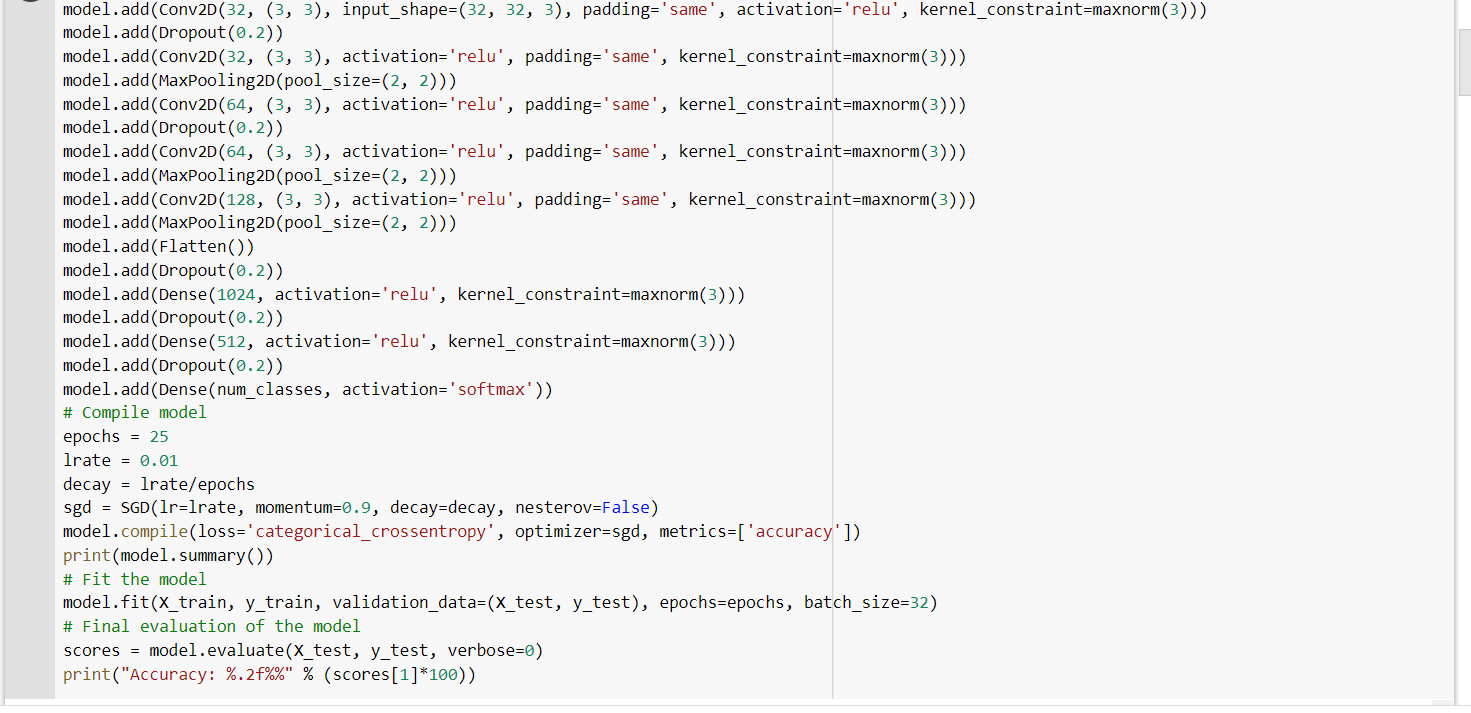 model.add(Conv2D(32, (3, 3), input_shape=(32, 32, 3), padding='same', activation='relu', kernel_constraint=maxnorm(3)))
model.add(Dropout(0.2))
model.add(Conv2D(32, (3, 3), activation='relu', padding='same', kernel_constraint=maxnorm(3)))
model.add(MaxPooling2D(pool_size=(2, 2)))
model.add(Conv2D(64, (3, 3), activation='relu', padding='same', kernel_constraint=maxnorm(3)))
model.add(Dropout(0.2))
model.add(Conv2D(64, (3, 3), activation='relu', padding='same', kernel_constraint=maxnorm(3)))
model.add(MaxPooling2D(pool_size=(2, 2)))
model.add(Conv2D(128, (3, 3), activation='relu', padding='same', kernel_constraint=maxnorm(3)))
model.add(MaxPooling2D(pool_size=(2, 2)))
model.add(Flatten())
model.add(Dropout(0.2))
model.add(Dense(1024, activation='relu', kernel_constraint=maxnorm(3)))
model.add(Dropout(0.2))
model.add(Dense(512, activation='relu', kernel_constraint=maxnorm(3)))
model.add(Dropout(0.2))
model.add(Dense(num_classes, activation='softmax'))
# Compile model
epochs = 25
lrate = 0.01
decay = lrate/epochs
sgd = SGD(lr=lrate, momentum=0.9, decay=decay, nesterov=False)
model.compile(loss='categorical_crossentropy', optimizer=sgd, metrics=['accuracy'])
print(model.summary())
# Fit the model
model.fit(X_train, y_train, validation_data=(X_test, y_test), epochs=epochs, batch_size=32)
# Final evaluation of the model
scores = model.evaluate(X_test, y_test, verbose=0)
print("Accuracy: %.2f%%" % (scores[1]*100))